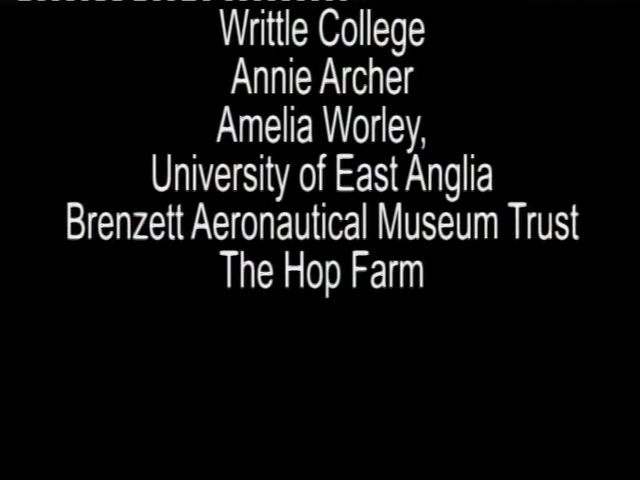 Writtle College
Annie Archer
Amelia Worley,
University of East Anglia
Brenzett Aeronautical Museum Trust
The Hop Farm